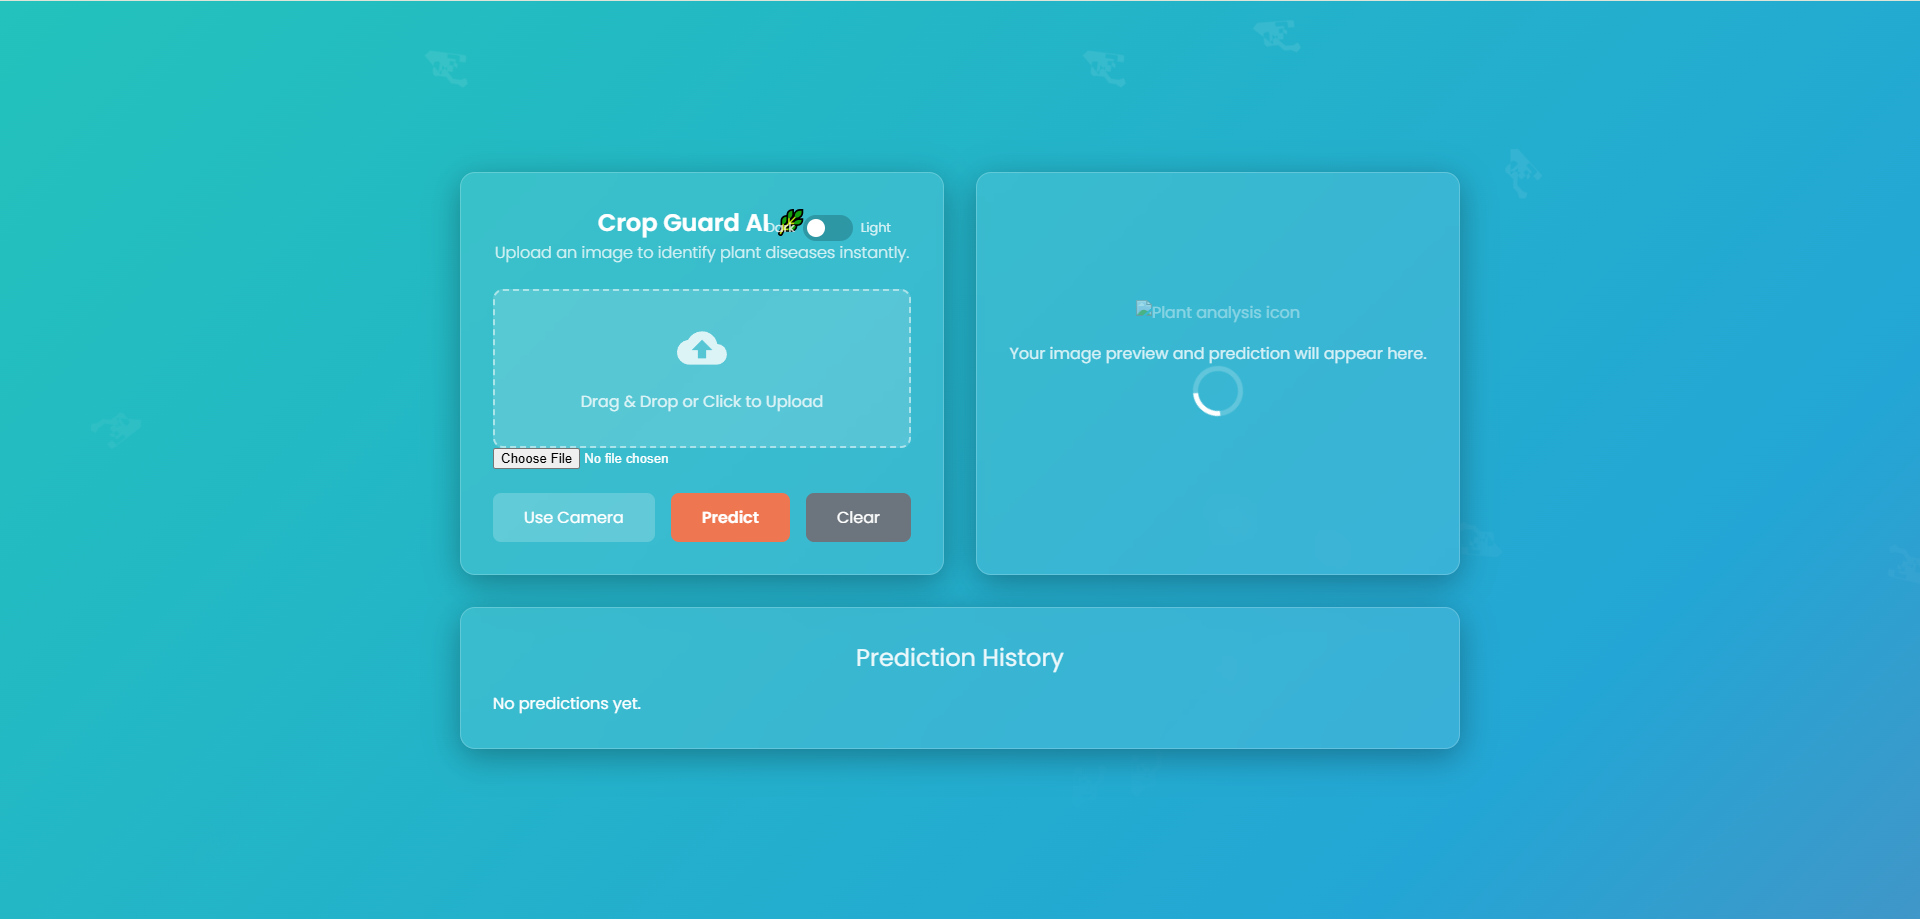 Crop Guard AI
Dark
Light
Upload an image to identify plant diseases instantly.
Drag & Drop or Click to Upload
Choose File No file chosen
Use Camera
Predict
Clear
Plant analysis icon
Your image preview and prediction will appear here.
Prediction History
No predictions yet.